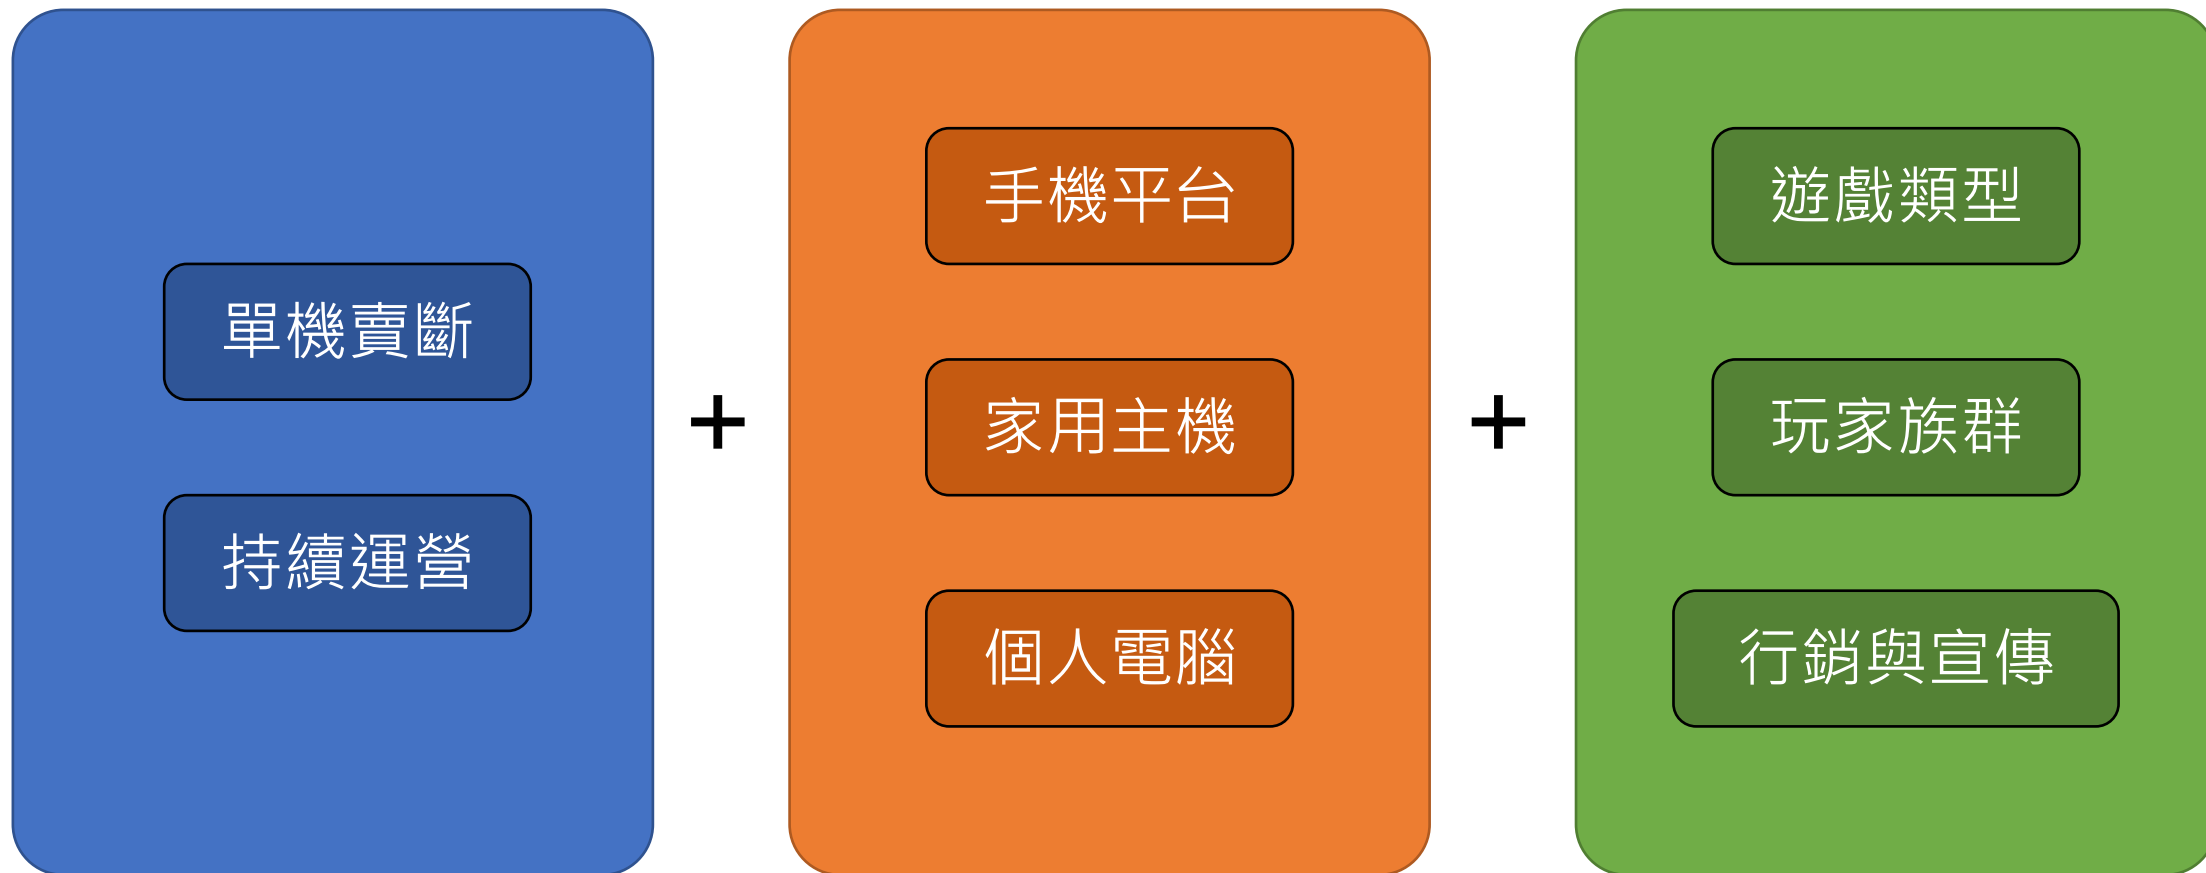 單機賣斷
持續運營
+
手機平台
家用主機
個人電腦
+
遊戲類型
玩家族群
行銷與宣傳